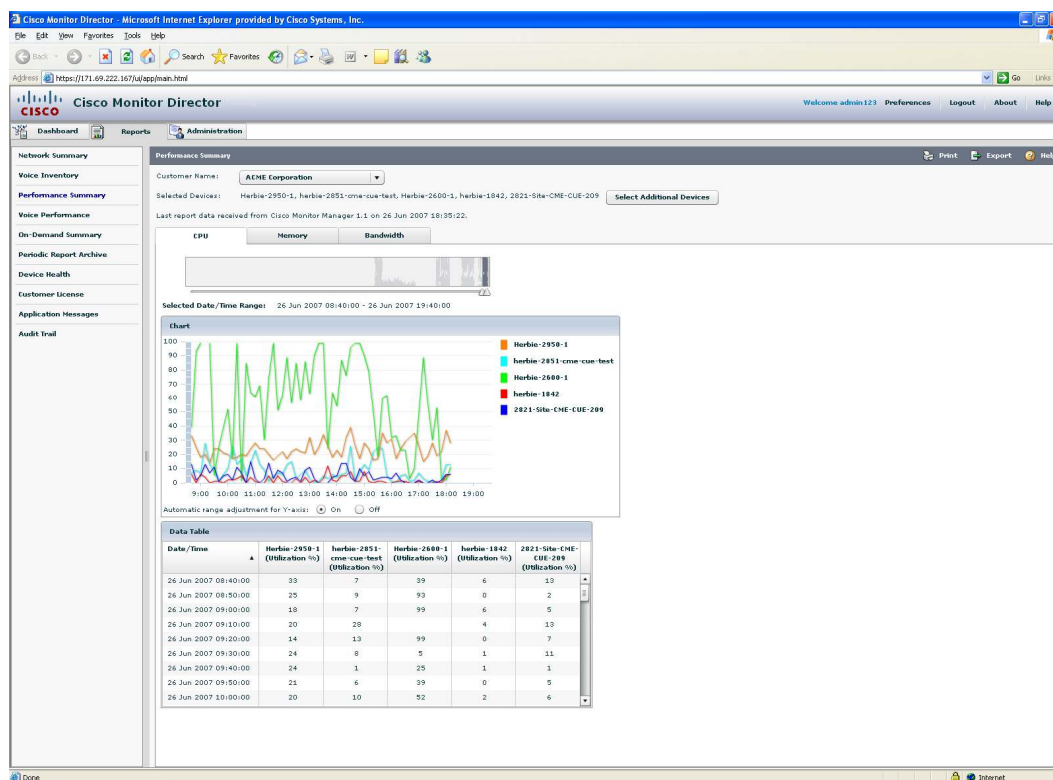 Cisco Monitor Director - Microsoft Internet Explorer provided by Cisco Systems, Inc.
File Edit View Favorites Tools Help
Back Search Favorites
Address https://171.69.222.167/ui/app/main.html Go Links
CISCO Cisco Monitor Director Welcome admin123 Preferences Logout About Help
Dashboard Reports Administration
Network Summary
Voice Inventory
Performance Summary
Voice Performance
On-Demand Summary
Periodic Report Archive
Device Health
Customer License
Application Messages
Audit Trail
Performance Summary Print Export Help
Customer Name: ACME Corporation
Selected Devices: Herbie-2950-1, herbie-2851-cme-cue-test, Herbie-2600-1, herbie-1842, 2821-Site-CME-CUE-209 Select Additional Devices
Last report data received from Cisco Monitor Manager 1.1 on 26 Jun 2007 18:35:22.
CPU Memory Bandwidth
Selected Date/Time Range: 26 Jun 2007 08:40:00 - 26 Jun 2007 19:40:00
Chart
100
90
80
70
60
50
40
30
20
10
0
9:00 10:00 11:00 12:00 13:00 14:00 15:00 16:00 17:00 18:00 19:00
Herbie-2950-1
herbie-2851-cme-cue-test
Herbie-2600-1
herbie-1842
2821-Site-CME-CUE-209
Automatic range adjustment for Y-axis: On Off
Data Table
Date/Time Herbie-2950-1 (Utilization %) herbie-2851-cme-cue-test (Utilization %) Herbie-2600-1 (Utilization %) herbie-1842 (Utilization %) 2821-Site-CME-CUE-209 (Utilization %)
26 Jun 2007 08:40:00 33 7 39 6 13
26 Jun 2007 08:50:00 25 9 93 0 2
26 Jun 2007 09:00:00 18 7 99 6 5
26 Jun 2007 09:10:00 20 28 4 13
26 Jun 2007 09:20:00 14 13 99 0 7
26 Jun 2007 09:30:00 24 8 5 1 11
26 Jun 2007 09:40:00 24 1 25 1 1
26 Jun 2007 09:50:00 21 6 39 0 5
26 Jun 2007 10:00:00 20 10 52 2 6
Done Internet